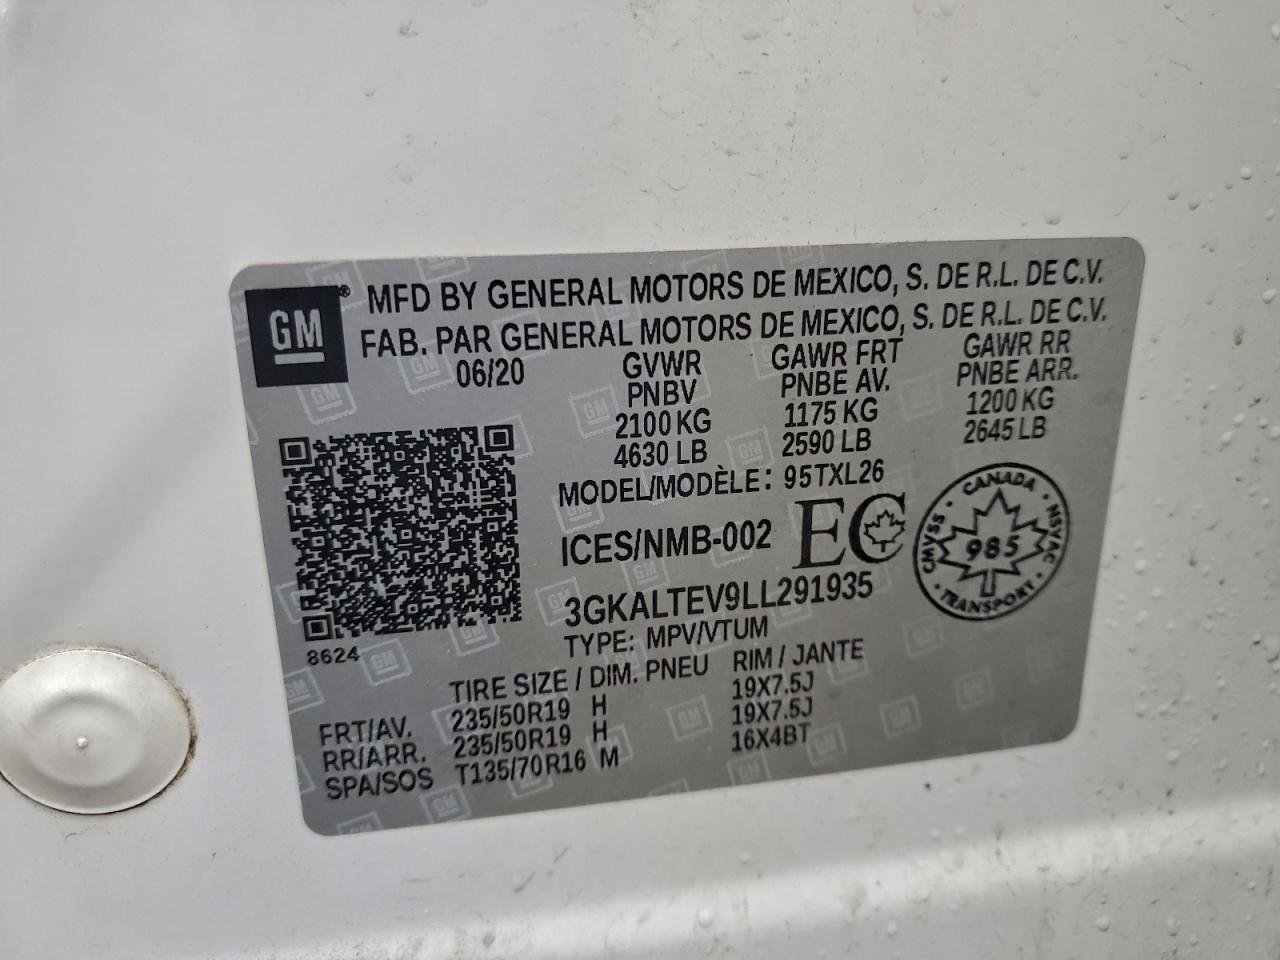 GM ® MFD BY GENERAL MOTORS DE MEXICO, S. DE R.L. DE C.V.
FAB. PAR GENERAL MOTORS DE MEXICO, S. DE R.L. DE C.V.
06/20
GVWR
PNBV
2100 KG
4630 LB
GAWR FRT
PNBE AV.
1175 KG
2590 LB
GAWR RR
PNBE ARR.
1200 KG
2645 LB
MODEL/MODÈLE: 95TXL26
ICES/NMB-002 EC
CANADA
CMVSS 985 NSVAC
TRANSPORT
3GKALTEV9LL291935
TYPE: MPV/VTUM
8624
TIRE SIZE / DIM. PNEU RIM / JANTE
FRT/AV. 235/50R19 H 19X7.5J
RR/ARR. 235/50R19 H 19X7.5J
SPA/SOS T135/70R16 M 16X4BT